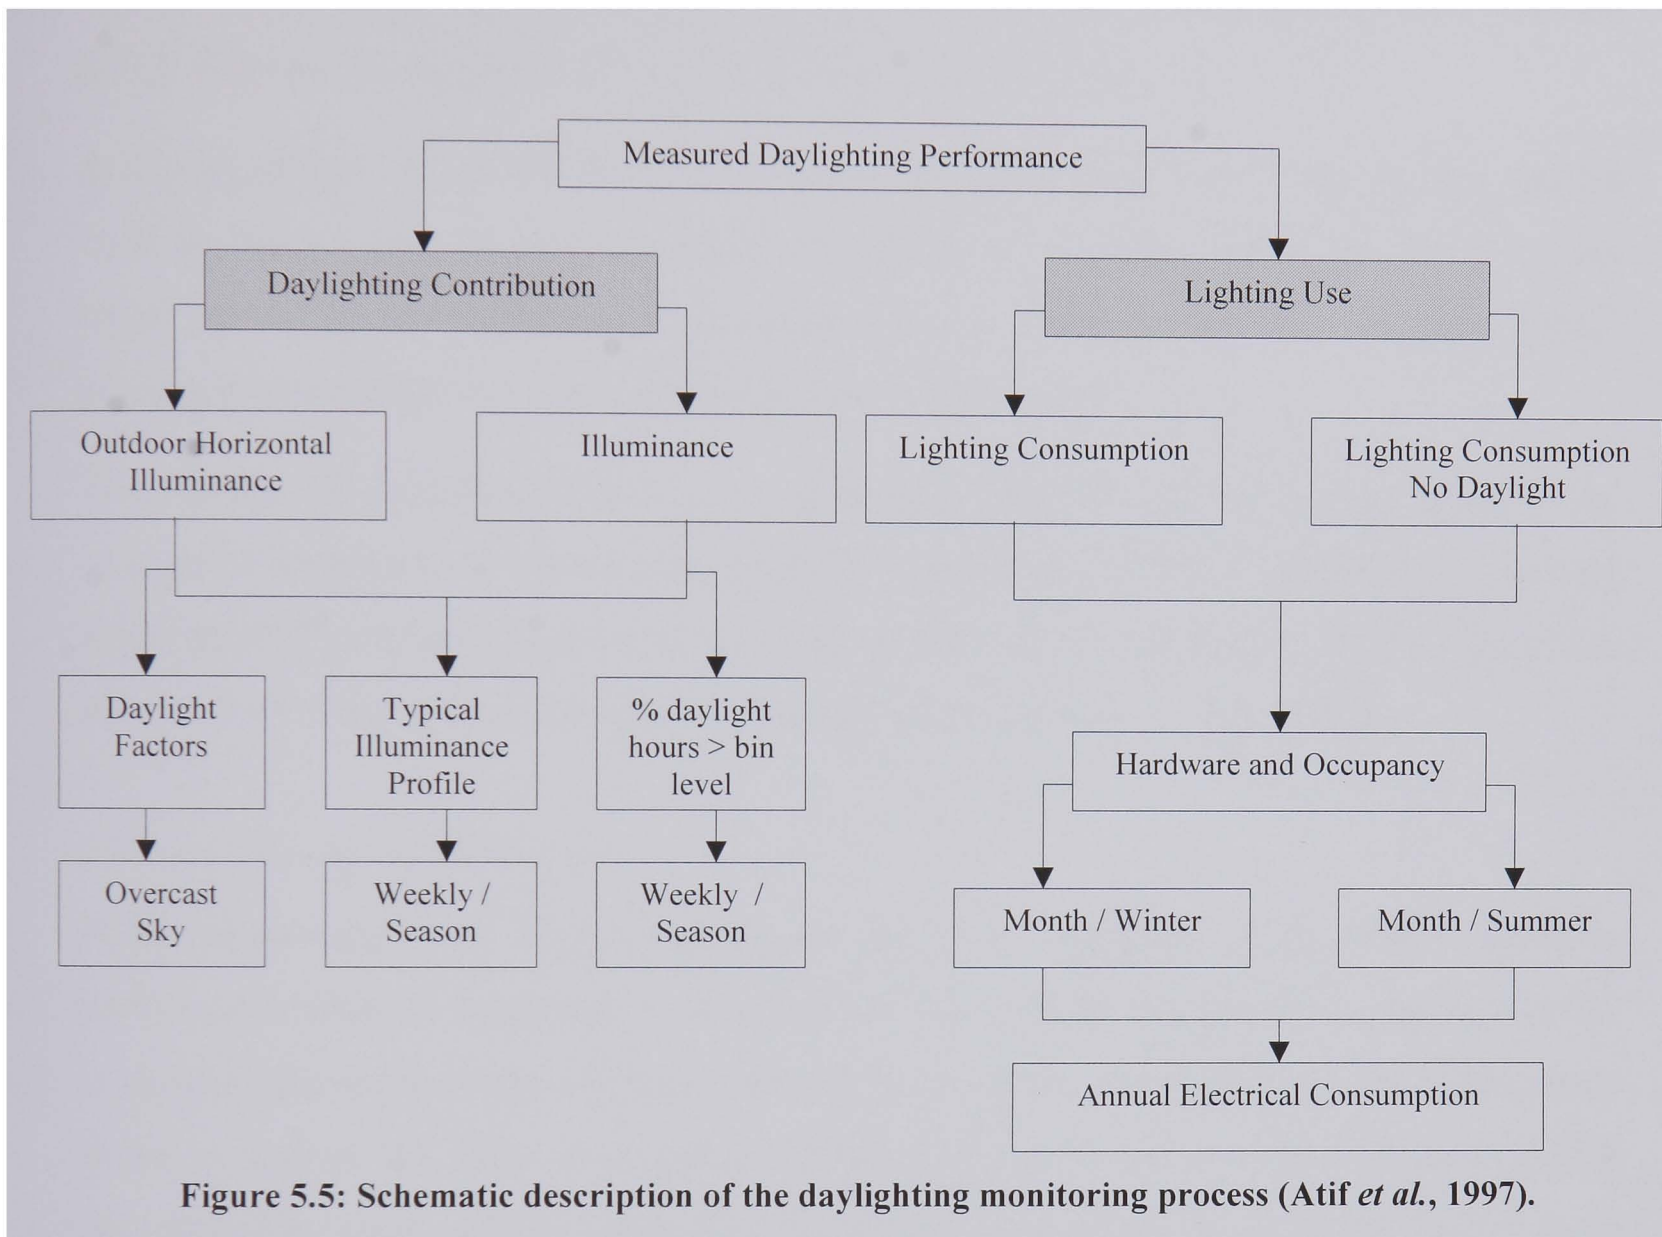 Measured Daylighting Performance
Daylighting Contribution
Lighting Use
Outdoor Horizontal
Illuminance
Illuminance
Lighting Consumption
Lighting Consumption
No Daylight
Daylight
Factors
Typical
Illuminance
Profile
% daylight
hours > bin
level
Hardware and Occupancy
Overcast
Sky
Weekly /
Season
Weekly /
Season
Month / Winter
Month / Summer
Annual Electrical Consumption
Figure 5.5: Schematic description of the daylighting monitoring process (Atif et al., 1997).